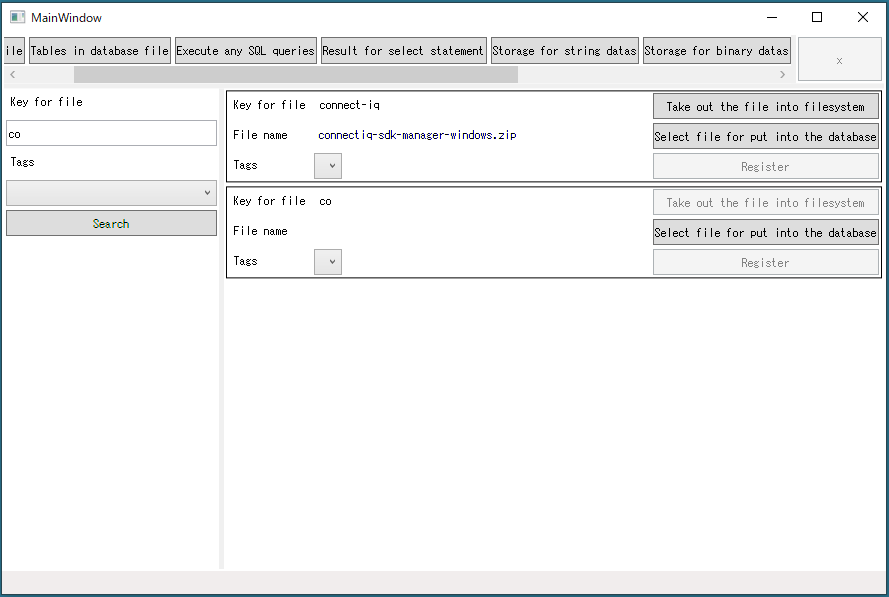 MainWindow
ile Tables in database file Execute any SQL queries Result for select statement Storage for string datas Storage for binary datas
x
Key for file
co
Tags
Search
Key for file connect-iq Take out the file into filesystem
File name connectiq-sdk-manager-windows.zip Select file for put into the database
Tags Register
Key for file co Take out the file into filesystem
File name Select file for put into the database
Tags Register